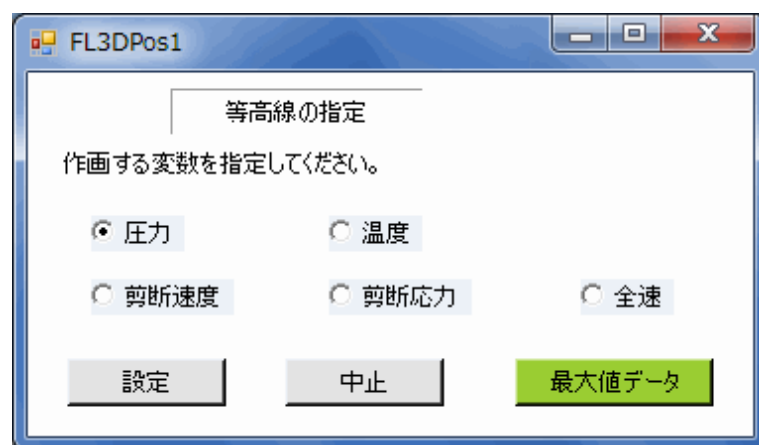 FL3DPos1
等高線の指定
作画する変数を指定してください。
圧力 温度
剪断速度 剪断応力 全速
設定 中止 最大値データ